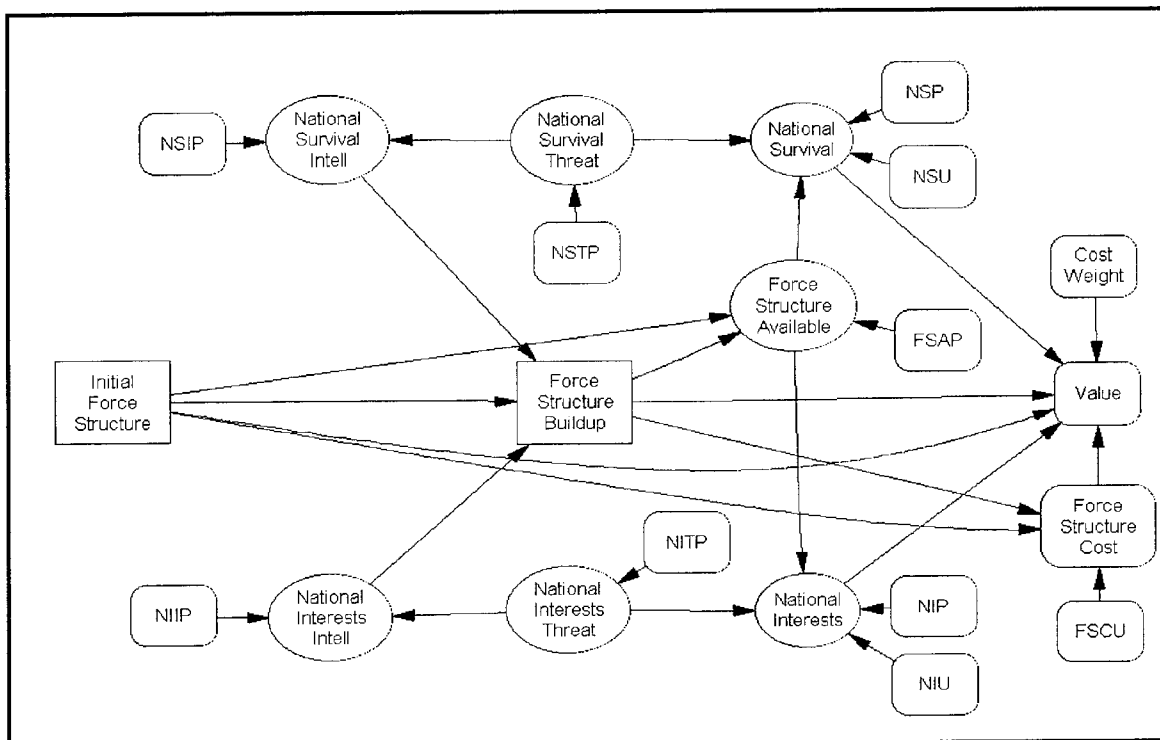 NSIP
National
Survival
Intell
National
Survival
Threat
National
Survival
NSP
NSU
NSTP
Force
Structure
Available
FSAP
Cost
Weight
Initial
Force
Structure
Force
Structure
Buildup
Value
Force
Structure
Cost
FSCU
NITP
NIIP
National
Interests
Intell
National
Interests
Threat
National
Interests
NIP
NIU